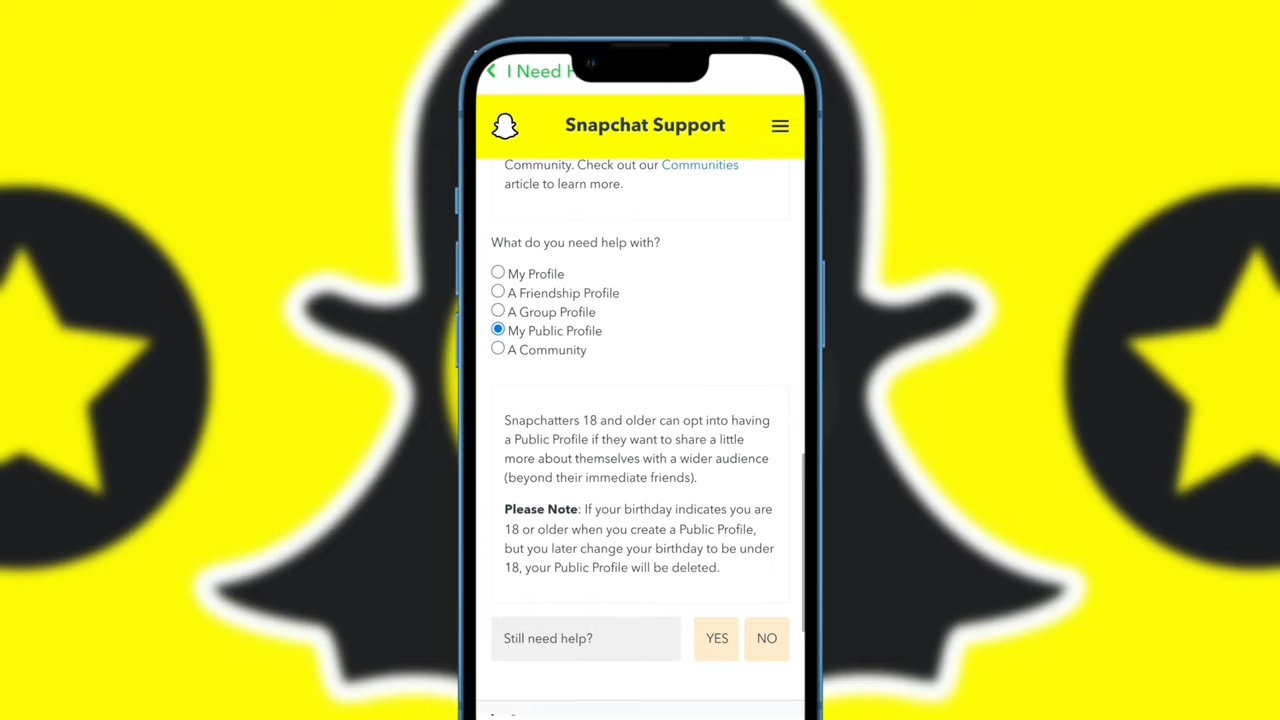 I Need H
Snapchat Support
Community. Check out our Communities
article to learn more.
What do you need help with?
My Profile
A Friendship Profile
A Group Profile
My Public Profile
A Community
Snapchatters 18 and older can opt into having
a Public Profile if they want to share a little
more about themselves with a wider audience
(beyond their immediate friends).
Please Note: If your birthday indicates you are
18 or older when you create a Public Profile,
but you later change your birthday to be under
18, your Public Profile will be deleted.
Still need help?
YES
NO